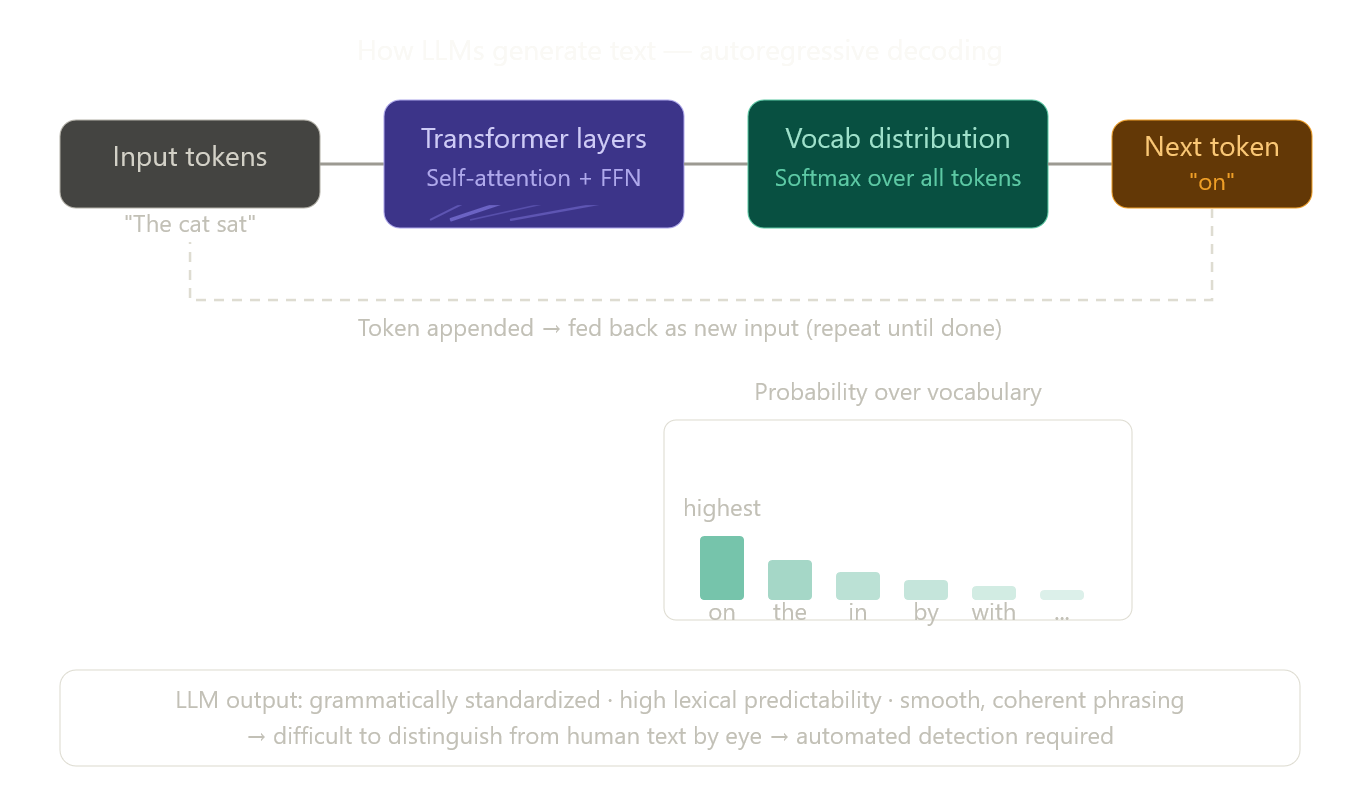 How LLMs generate text — autoregressive decoding
Input tokens
"The cat sat"
Transformer layers
Self-attention + FFN
Vocab distribution
Softmax over all tokens
Next token
"on"
Token appended → fed back as new input (repeat until done)
Probability over vocabulary
highest
on the in by with ...
LLM output: grammatically standardized · high lexical predictability · smooth, coherent phrasing
→ difficult to distinguish from human text by eye → automated detection required